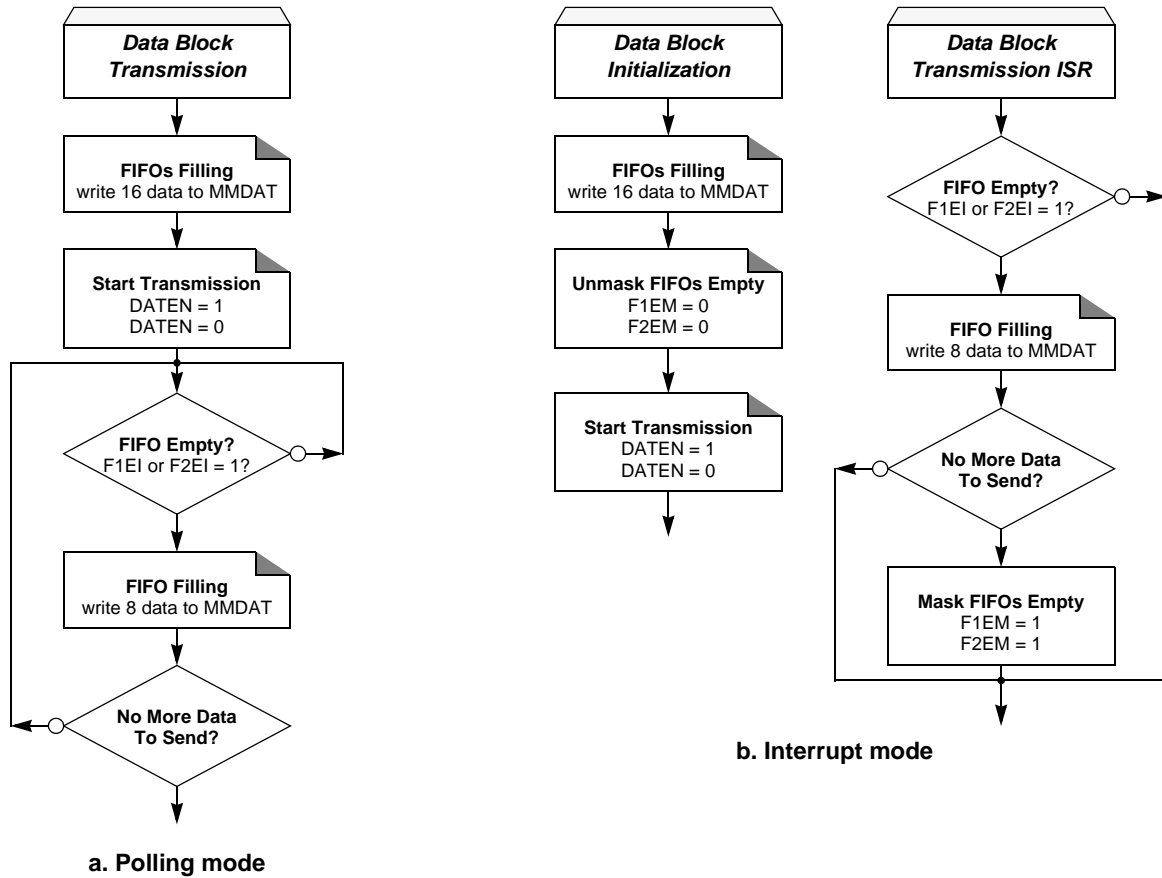 Data Block
Transmission
FIFOs Filling
write 16 data to MMDAT
Start Transmission
DATEN = 1
DATEN = 0
FIFO Empty?
F1EI or F2EI = 1?
FIFO Filling
write 8 data to MMDAT
No More Data
To Send?
a. Polling mode
Data Block
Initialization
FIFOs Filling
write 16 data to MMDAT
Unmask FIFOs Empty
F1EM = 0
F2EM = 0
Start Transmission
DATEN = 1
DATEN = 0
Data Block
Transmission ISR
FIFO Empty?
F1EI or F2EI = 1?
FIFO Filling
write 8 data to MMDAT
No More Data
To Send?
Mask FIFOs Empty
F1EM = 1
F2EM = 1
b. Interrupt mode